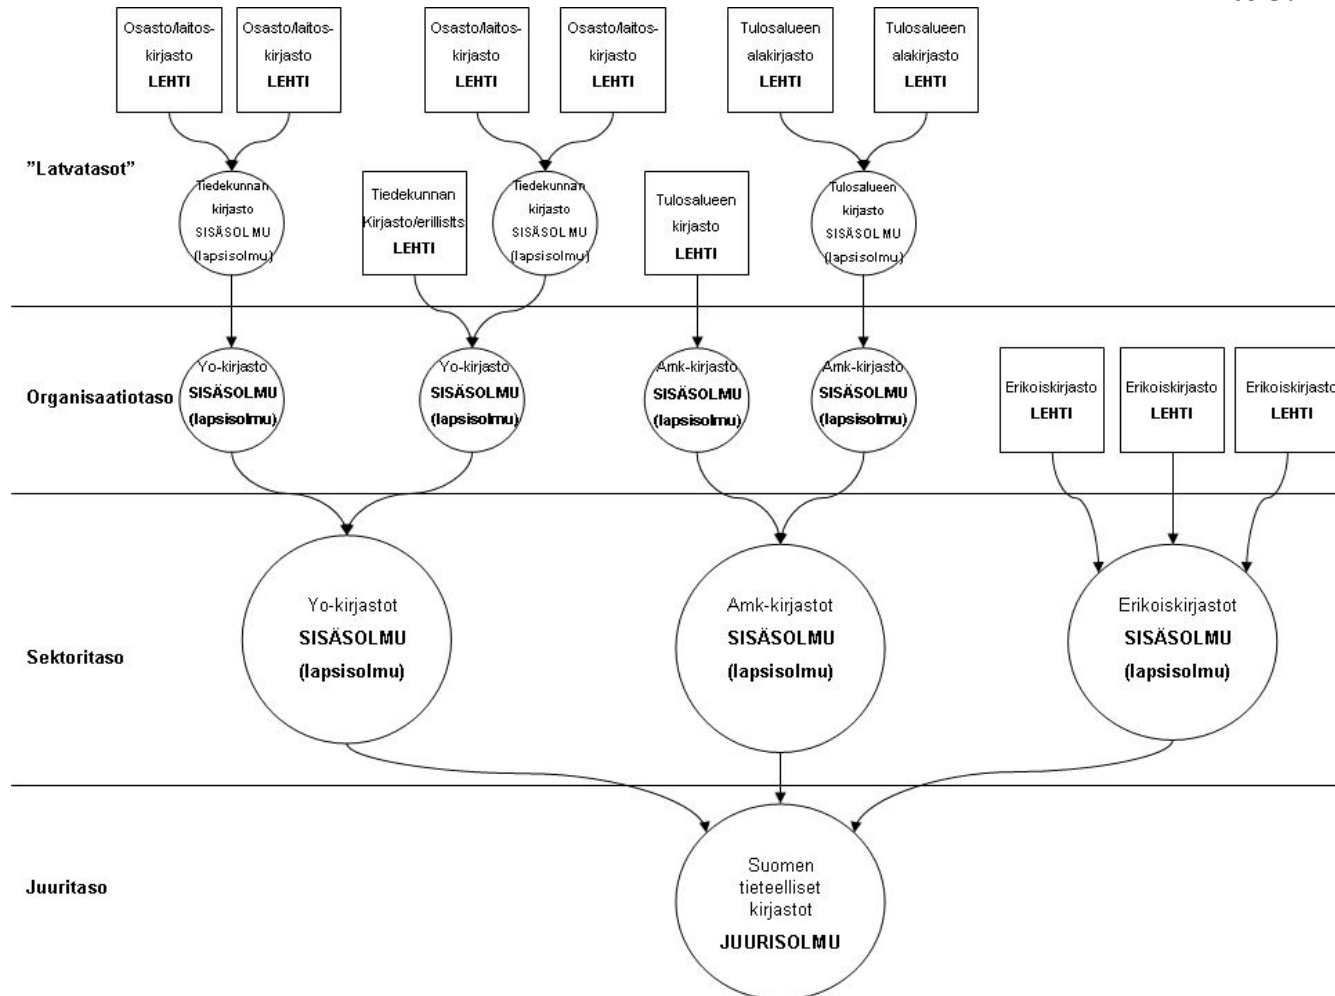 Osasto/laitos-
kirjasto
LEHTI
Osasto/laitos-
kirjasto
LEHTI
Osasto/laitos-
kirjasto
LEHTI
Osasto/laitos-
kirjasto
LEHTI
Tulosalueen
alakirjasto
LEHTI
Tulosalueen
alakirjasto
LEHTI
"Latvatasot"
Tiedekunnan
kirjasto
SISÄSOLMU
(lapsisolmu)
Tiedekunnan
Kirjasto/erillistts
LEHTI
Tiedekunnan
kirjasto
SISÄSOLMU
(lapsisolmu)
Tulosalueen
kirjasto
LEHTI
Tulosalueen
kirjasto
SISÄSOLMU
(lapsisolmu)
Organisaatiotaso
Yo-kirjasto
SISÄSOLMU
(lapsisolmu)
Yo-kirjasto
SISÄSOLMU
(lapsisolmu)
Amk-kirjasto
SISÄSOLMU
(lapsisolmu)
Amk-kirjasto
SISÄSOLMU
(lapsisolmu)
Erikoiskirjasto
LEHTI
Erikoiskirjasto
LEHTI
Erikoiskirjasto
LEHTI
Sektoritaso
Yo-kirjastot
SISÄSOLMU
(lapsisolmu)
Amk-kirjastot
SISÄSOLMU
(lapsisolmu)
Erikoiskirjastot
SISÄSOLMU
(lapsisolmu)
Juuritaso
Suomen
tieteelliset
kirjastot
JUURISOLMU